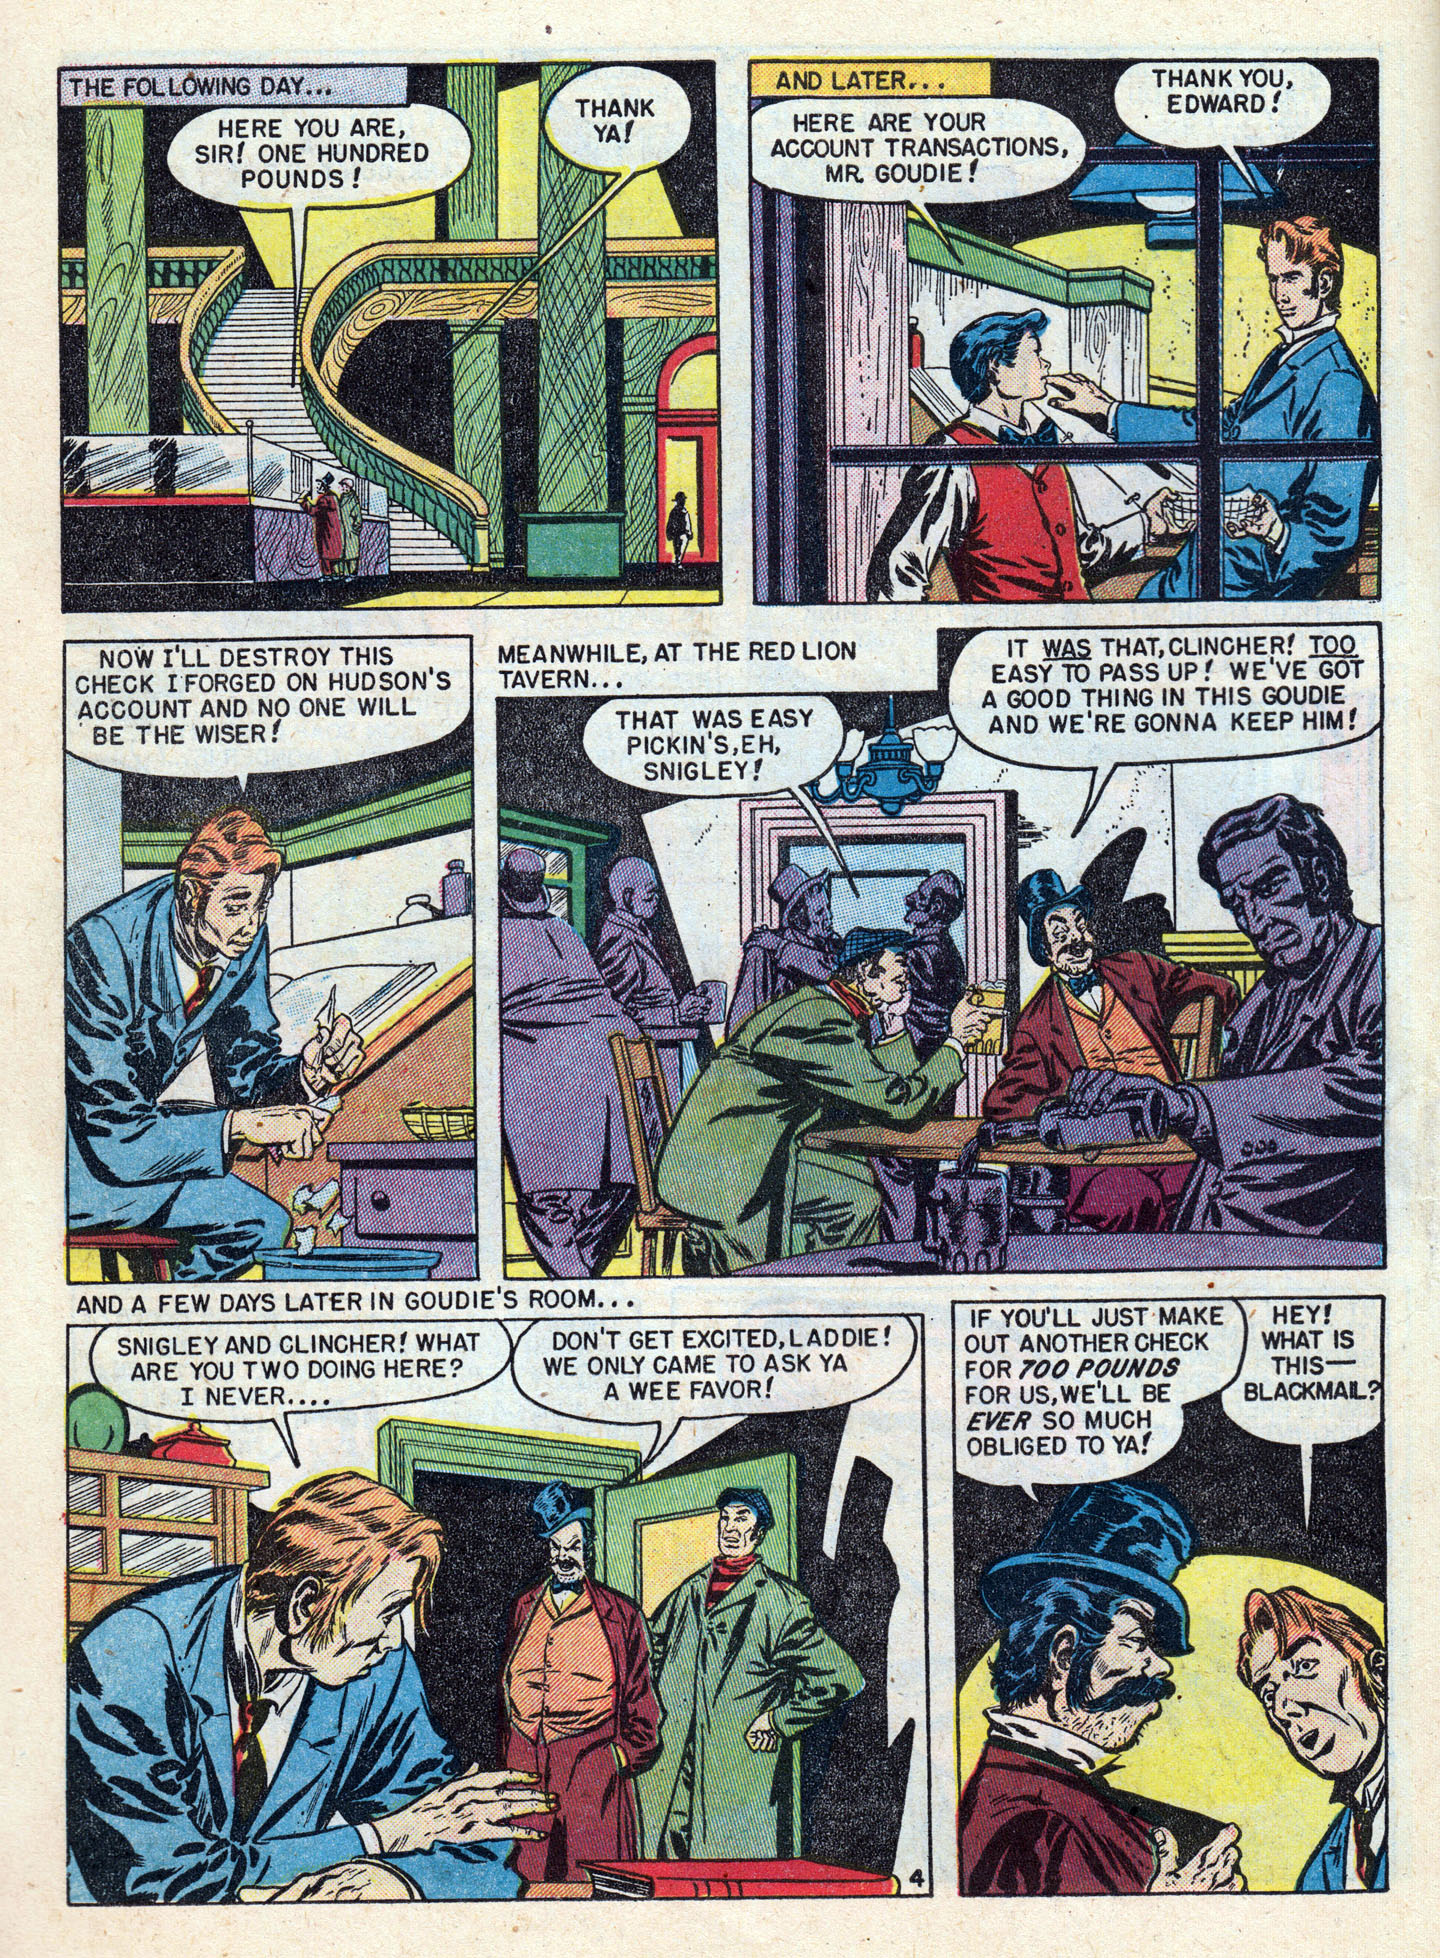 THE FOLLOWING DAY...
HERE YOU ARE,
SIR! ONE HUNDRED
POUNDS!
THANK
YA!
AND LATER...
HERE ARE YOUR
ACCOUNT TRANSACTIONS,
MR. GOUDIE!
THANK YOU,
EDWARD!
NOW I'LL DESTROY THIS
CHECK I FORGED ON HUDSON'S
ACCOUNT AND NO ONE WILL
BE THE WISER!
MEANWHILE, AT THE RED LION
TAVERN...
THAT WAS EASY
PICKIN'S, EH,
SNIGLEY!
IT WAS THAT, CLINCHER! TOO
EASY TO PASS UP! WE'VE GOT
A GOOD THING IN THIS GOUDIE
AND WE'RE GONNA KEEP HIM!
AND A FEW DAYS LATER IN GOUDIE'S ROOM...
SNIGLEY AND CLINCHER! WHAT
ARE YOU TWO DOING HERE?
I NEVER....
DON'T GET EXCITED, LADDIE!
WE ONLY CAME TO ASK YA
A WEE FAVOR!
4
IF YOU'LL JUST MAKE
OUT ANOTHER CHECK
FOR 700 POUNDS
FOR US, WE'LL BE
EVER SO MUCH
OBLIGED TO YA!
HEY!
WHAT IS
THIS—
BLACKMAIL?